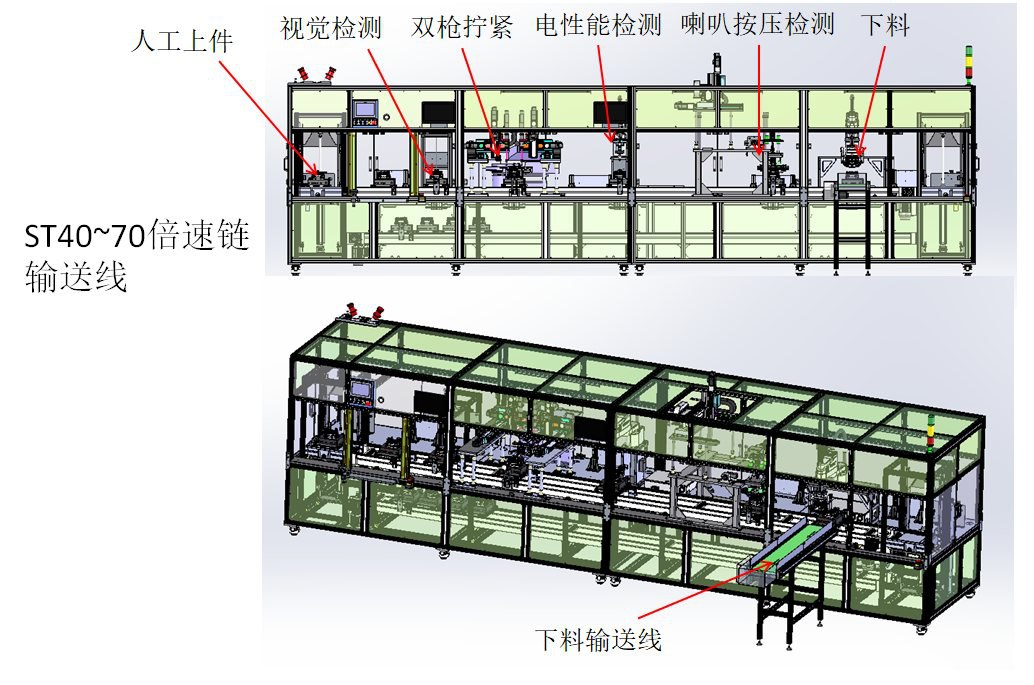 人工上件
视觉检测
双枪拧紧
电性能检测
喇叭按压检测
下料
ST40~70倍速链
输送线
下料输送线